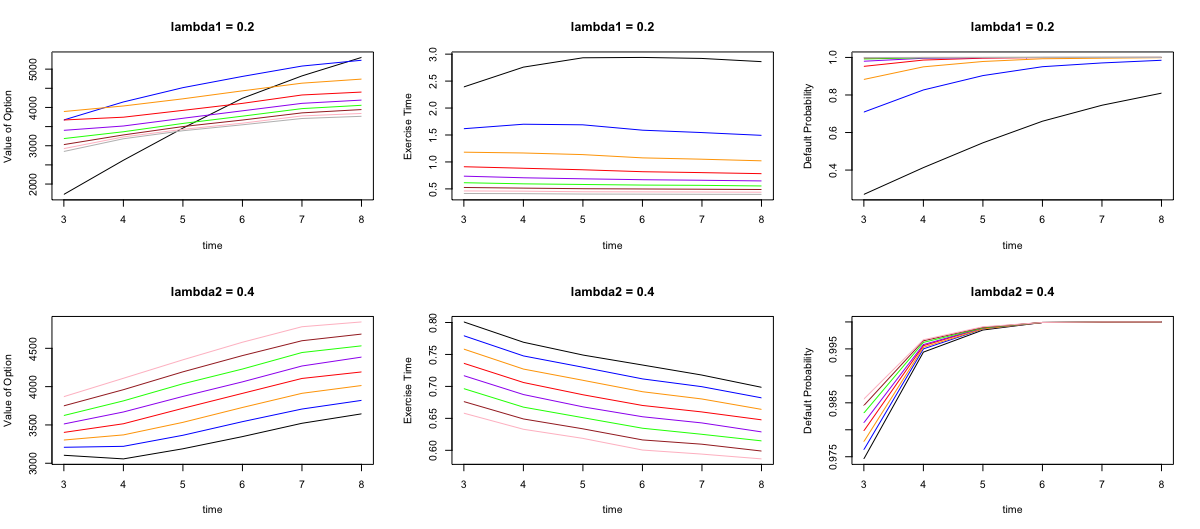 lambda1 = 0.2
Value of Option
2000 3000 4000 5000
3 4 5 6 7 8
time
lambda1 = 0.2
Exercise Time
0.5 1.0 1.5 2.0 2.5 3.0
3 4 5 6 7 8
time
lambda1 = 0.2
Default Probability
0.4 0.6 0.8 1.0
3 4 5 6 7 8
time
lambda2 = 0.4
Value of Option
3000 3500 4000 4500
3 4 5 6 7 8
time
lambda2 = 0.4
Exercise Time
0.60 0.65 0.70 0.75 0.80
3 4 5 6 7 8
time
lambda2 = 0.4
Default Probability
0.975 0.985 0.995
3 4 5 6 7 8
time